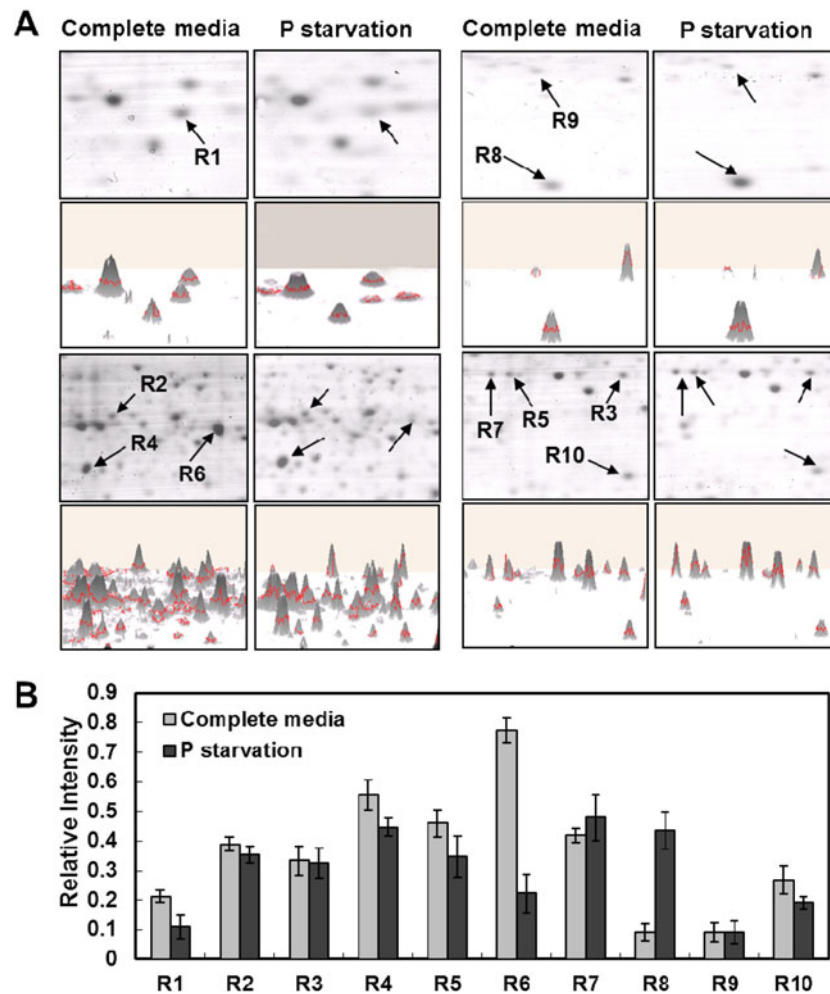 A
Complete media P starvation Complete media P starvation
R1
R9
R8
R2
R4
R6
R7
R5
R3
R10
B
0.9
0.8
0.7
0.6
0.5
0.4
0.3
0.2
0.1
0
Relative Intensity
Complete media
P starvation
R1 R2 R3 R4 R5 R6 R7 R8 R9 R10